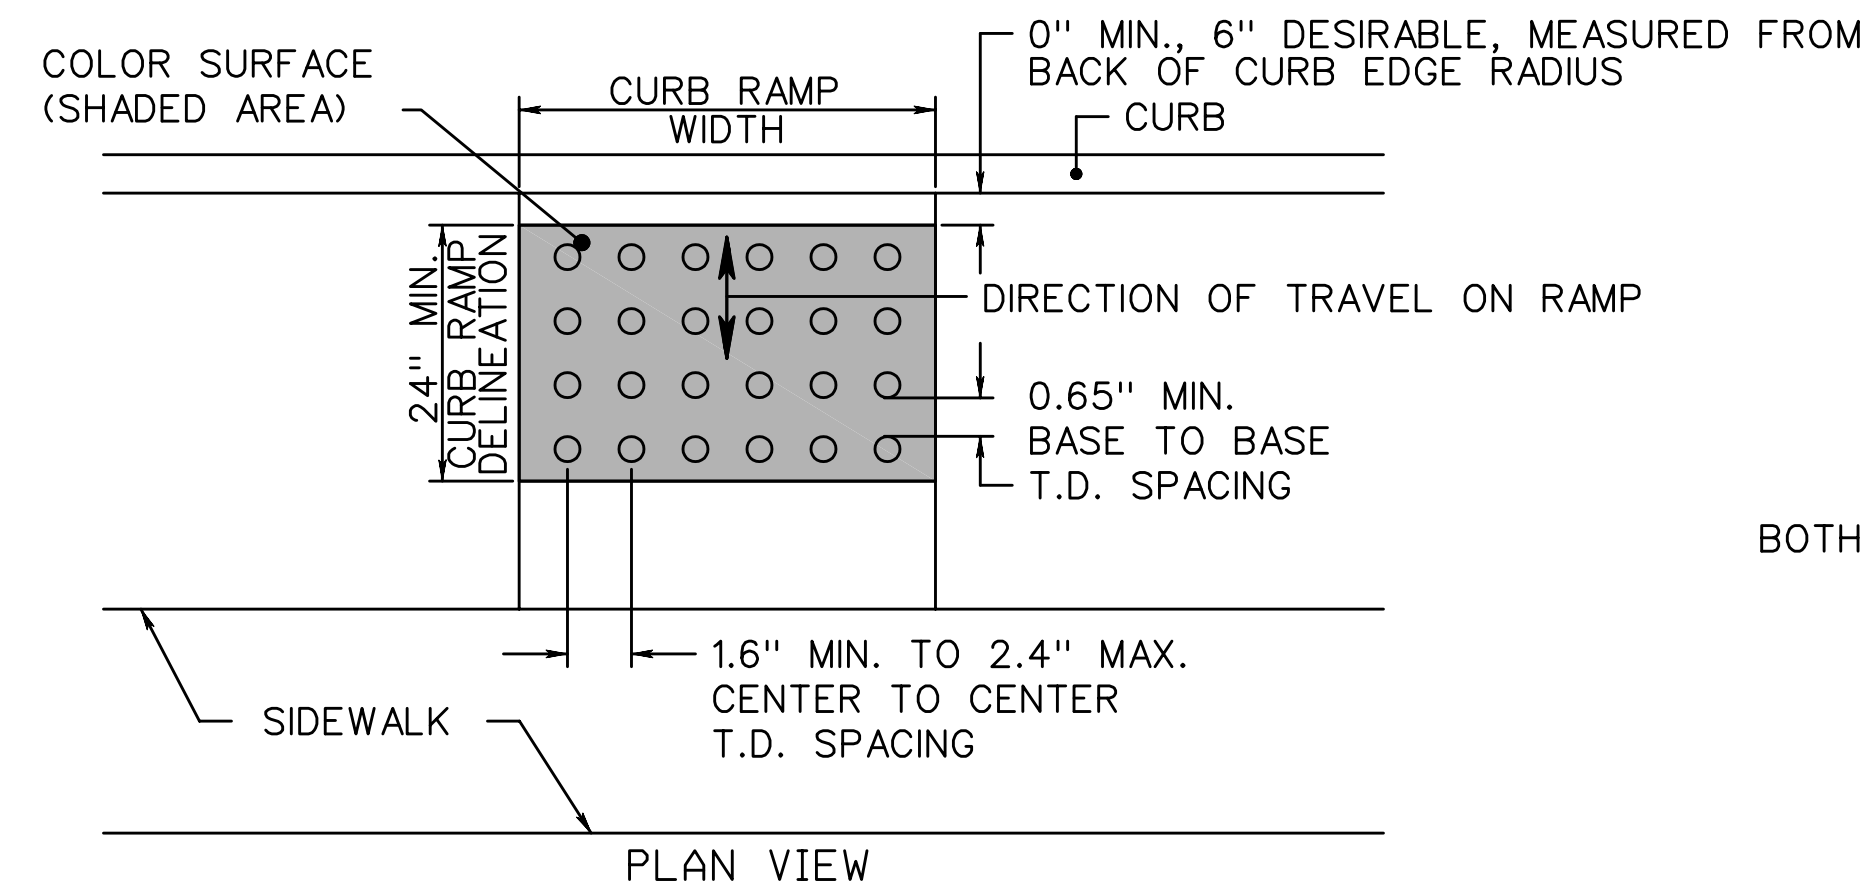 COLOR SURFACE
(SHADED AREA)
CURB RAMP
WIDTH
0" MIN., 6" DESIRABLE, MEASURED FROM
BACK OF CURB EDGE RADIUS
CURB
24" MIN.
CURB RAMP
DELINEATION
DIRECTION OF TRAVEL ON RAMP
0.65" MIN.
BASE TO BASE
T.D. SPACING
BOTH
1.6" MIN. TO 2.4" MAX.
CENTER TO CENTER
T.D. SPACING
SIDEWALK
PLAN VIEW